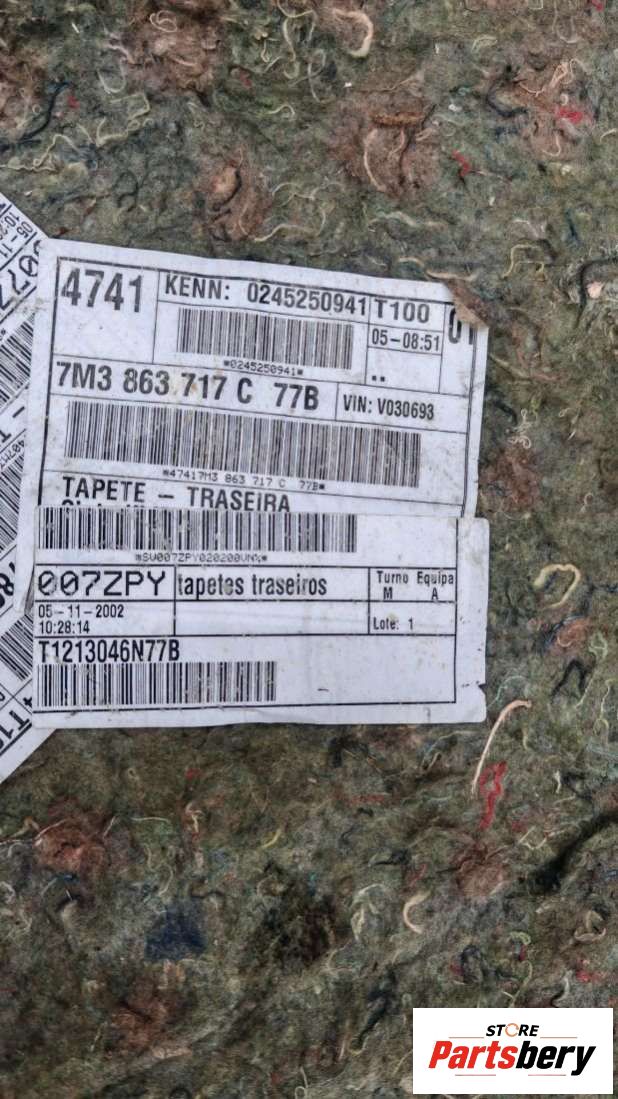 4741
KENN: 0245250941
T100
01
05-08:51
*0245250941*
..
7M3 863 717 C 77B
VIN: V030693
*47417M3 863 717 C 77B*
TAPETE - TRASEIRA
*SV007ZPY020200VNX*
007ZPY
tapetes traseiros
Turno Equipa
M A
05-11-2002
10:28:14
Lote: 1
T1213046N77B
STORE
Partsbery